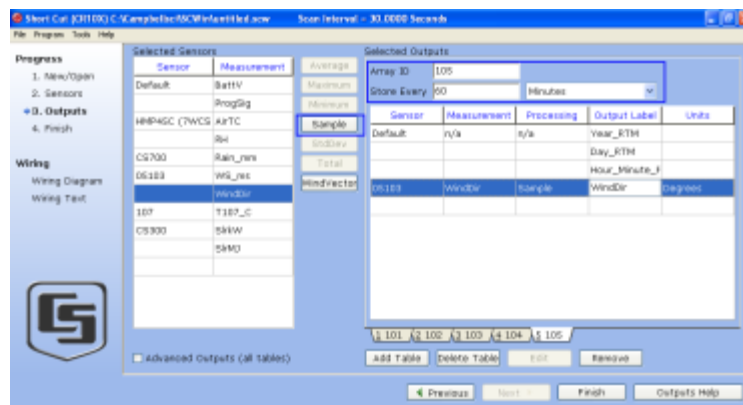 Short Cut (CR10X) C:\Campbellsci\SCWin\untitled.scw Scan Interval = 30.0000 Seconds
File Program Tools Help
Progress
1. New/Open
2. Sensors
3. Outputs
4. Finish
Wiring
Wiring Diagram
Wiring Text
Selected Sensors
Sensor Measurement
Default BattV
ProgSig
HMP45C (7WCS AirTC
RH
CS700 Rain_mm
05103 WS_ms
WindDir
107 T107_C
CS300 SlrkW
SlrMJ
Advanced Outputs (all tables)
Average
Maximum
Minimum
Sample
StdDev
Total
WindVector
Selected Outputs
Array ID 105
Store Every 60 Minutes
Sensor Measurement Processing Output Label Units
Default n/a n/a Year_RTM
Day_RTM
Hour_Minute_R
05103 WindDir Sample WindDir Degrees
1 101 2 102 3 103 4 104 5 105
Add Table Delete Table Edit Remove
Previous Next Finish Outputs Help